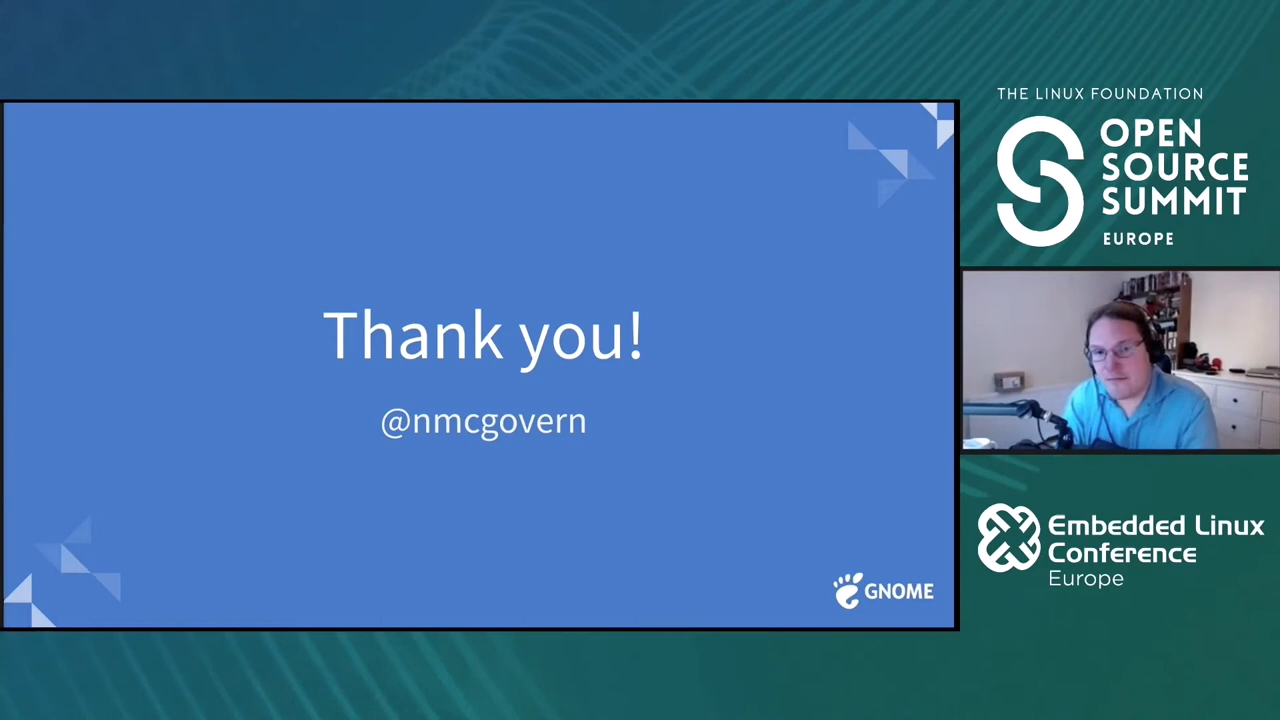 Thank you!
@nmcgovern
GNOME
THE LINUX FOUNDATION
OPEN
SOURCE
SUMMIT
EUROPE
Embedded Linux
Conference
Europe